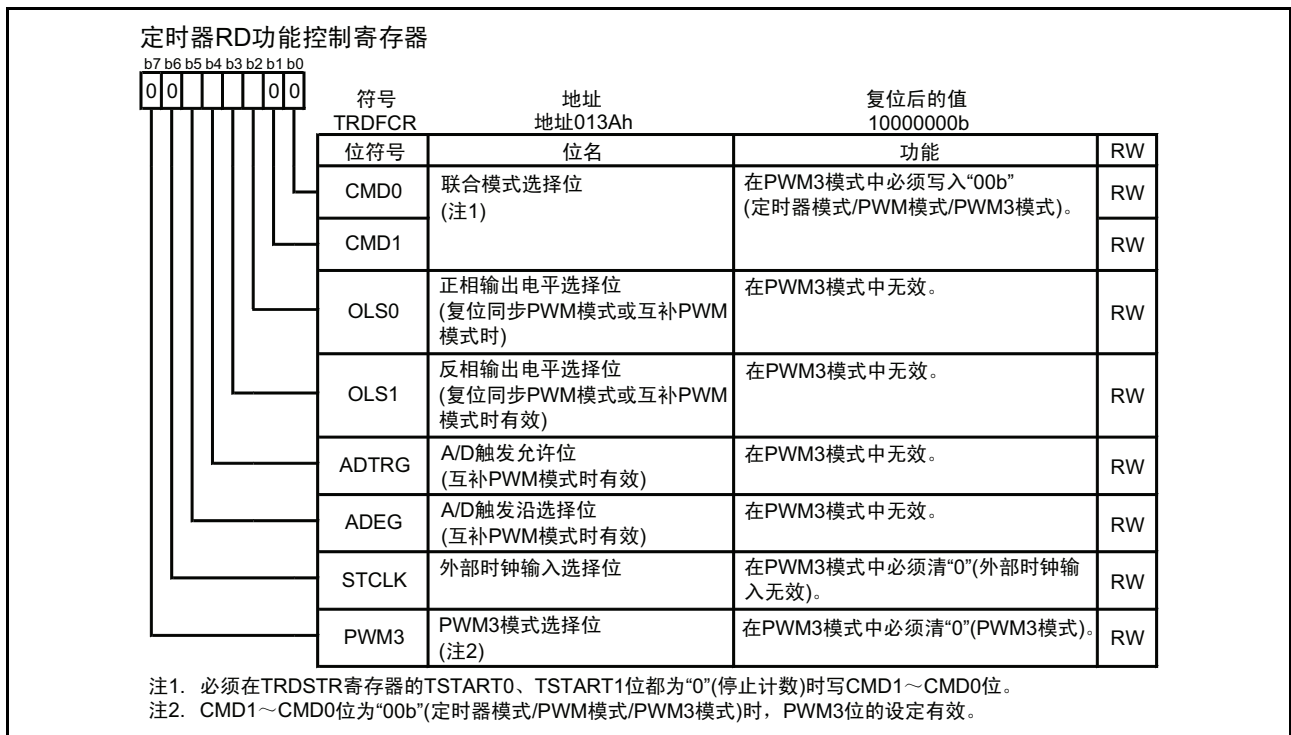 定时器RD功能控制寄存器
b7 b6 b5 b4 b3 b2 b1 b0
0 0 0 0
符号 地址 复位后的值
TRDFCR 地址013Ah 10000000b
位符号 位名 功能 RW
CMD0 联合模式选择位 在PWM3模式中必须写入“00b” RW
(注1) (定时器模式/PWM模式/PWM3模式)。
CMD1 RW
正相输出电平选择位 在PWM3模式中无效。
OLS0 (复位同步PWM模式或互补PWM RW
模式时)
反相输出电平选择位 在PWM3模式中无效。
OLS1 (复位同步PWM模式或互补PWM RW
模式时有效)
ADTRG A/D触发允许位 在PWM3模式中无效。 RW
(互补PWM模式时有效)
ADEG A/D触发沿选择位 在PWM3模式中无效。 RW
(互补PWM模式时有效)
STCLK 外部时钟输入选择位 在PWM3模式中必须清“0”(外部时钟输 RW
入无效)。
PWM3 PWM3模式选择位 在PWM3模式中必须清“0”(PWM3模式)。 RW
(注2)
注1. 必须在TRDSTR寄存器的TSTART0、TSTART1位都为“0”(停止计数)时写CMD1～CMD0位。
注2. CMD1～CMD0位为“00b”(定时器模式/PWM模式/PWM3模式)时，PWM3位的设定有效。